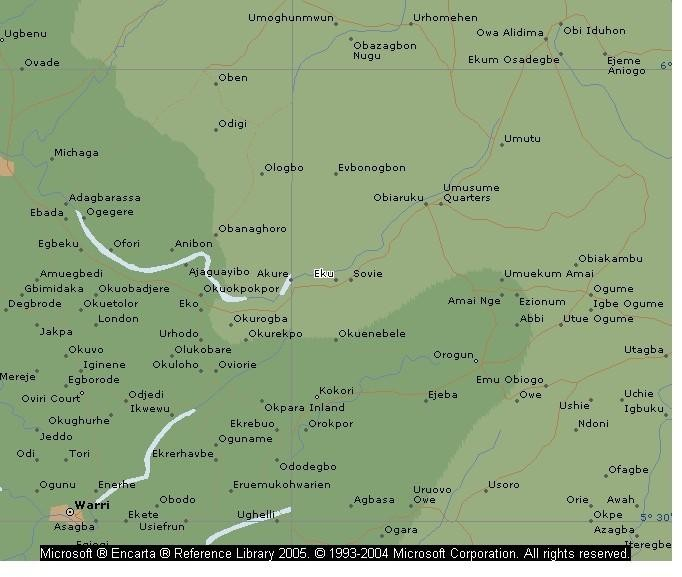 Umoghunmwun
Urhomehen
Ugbenu
Owa Alidima
Obi Iduhon
Obazagbon
Nugu
Ovade
Ekum Osadegbe
Ejeme
Aniogo
6°
Oben
Odigi
Umutu
Michaga
Ologbo
Evbonogbon
Adagbarassa
Obiaruku
Umusume
Quarters
Ebada
Ogegere
Obanaghoro
Egbeku
Ofori
Anibon
Obiakambu
Ajaguayibo
Akure
Eku
Sovie
Amuegbedi
Umuekum Amai
Gbimidaka
Okuobadjere
Okuokpokpor
Ogume
Degbrode
Okuetolor
Eko
Amai Nge
Ezionum
Igbe Ogume
London
Okurogba
Abbi
Utue Ogume
Jakpa
Urhodo
Okurekpo
Okuenebele
Okuvo
Olukobare
Orogun
Utagba
Iginene
Okuloho
Oviorie
Mereje
Egborode
Emu Obiogo
Oviri Court
Odjedi
Kokori
Ejeba
Owe
Uchie
Ikwewu
Okpara Inland
Ushie
Igbuku
Okughurhe
Ekrebuo
Orokpor
Ndoni
Jeddo
Oguname
Odi
Tori
Ekrerhavbe
Ododegbo
Ofagbe
Ogunu
Enerhe
Eruemukohwarien
Uruovo
Usoro
Obodo
Agbasa
Owe
Orie
Awah
Warri
Ekete
Ughelli
Okpe
5° 30'
Asagba
Usiefrun
Ogara
Azagba
Egiogi
Iteregbe
Microsoft ® Encarta ® Reference Library 2005. © 1993-2004 Microsoft Corporation. All rights reserved.